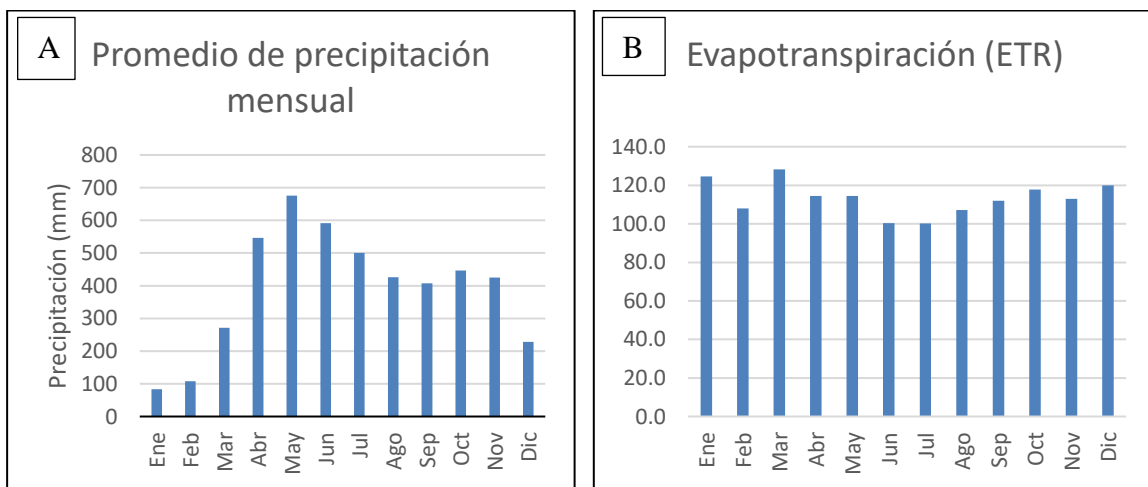 A
Promedio de precipitación
mensual
800
700
600
500
400
300
200
100
0
Precipitación (mm)
Ene
Feb
Mar
Abr
May
Jun
Jul
Ago
Sep
Oct
Nov
Dic
B
Evapotranspiración (ETR)
140.0
120.0
100.0
80.0
60.0
40.0
20.0
0.0
Ene
Feb
Mar
Abr
May
Jun
Jul
Ago
Sep
Oct
Nov
Dic